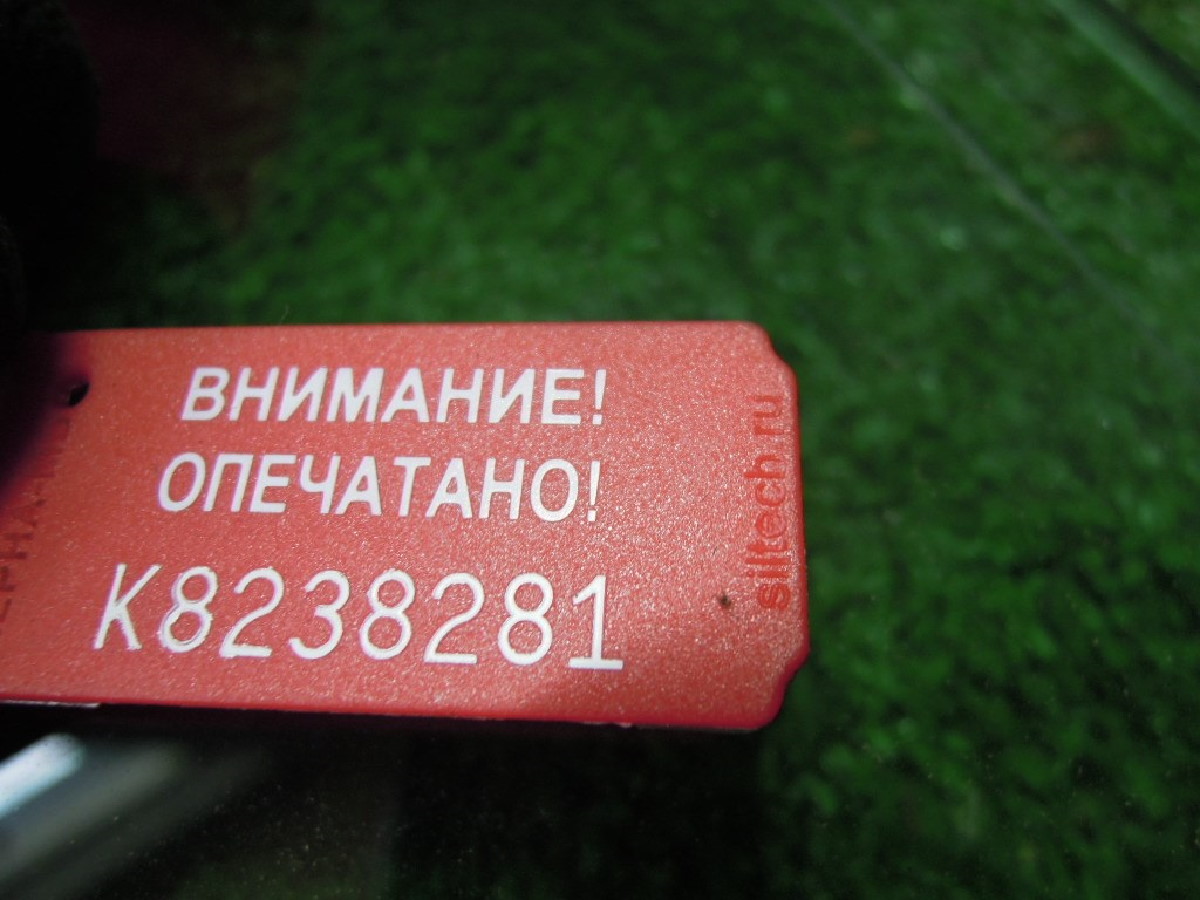 ВНИМАНИЕ!
ОПЕЧАТАНО!
K8238281
siltech.ru